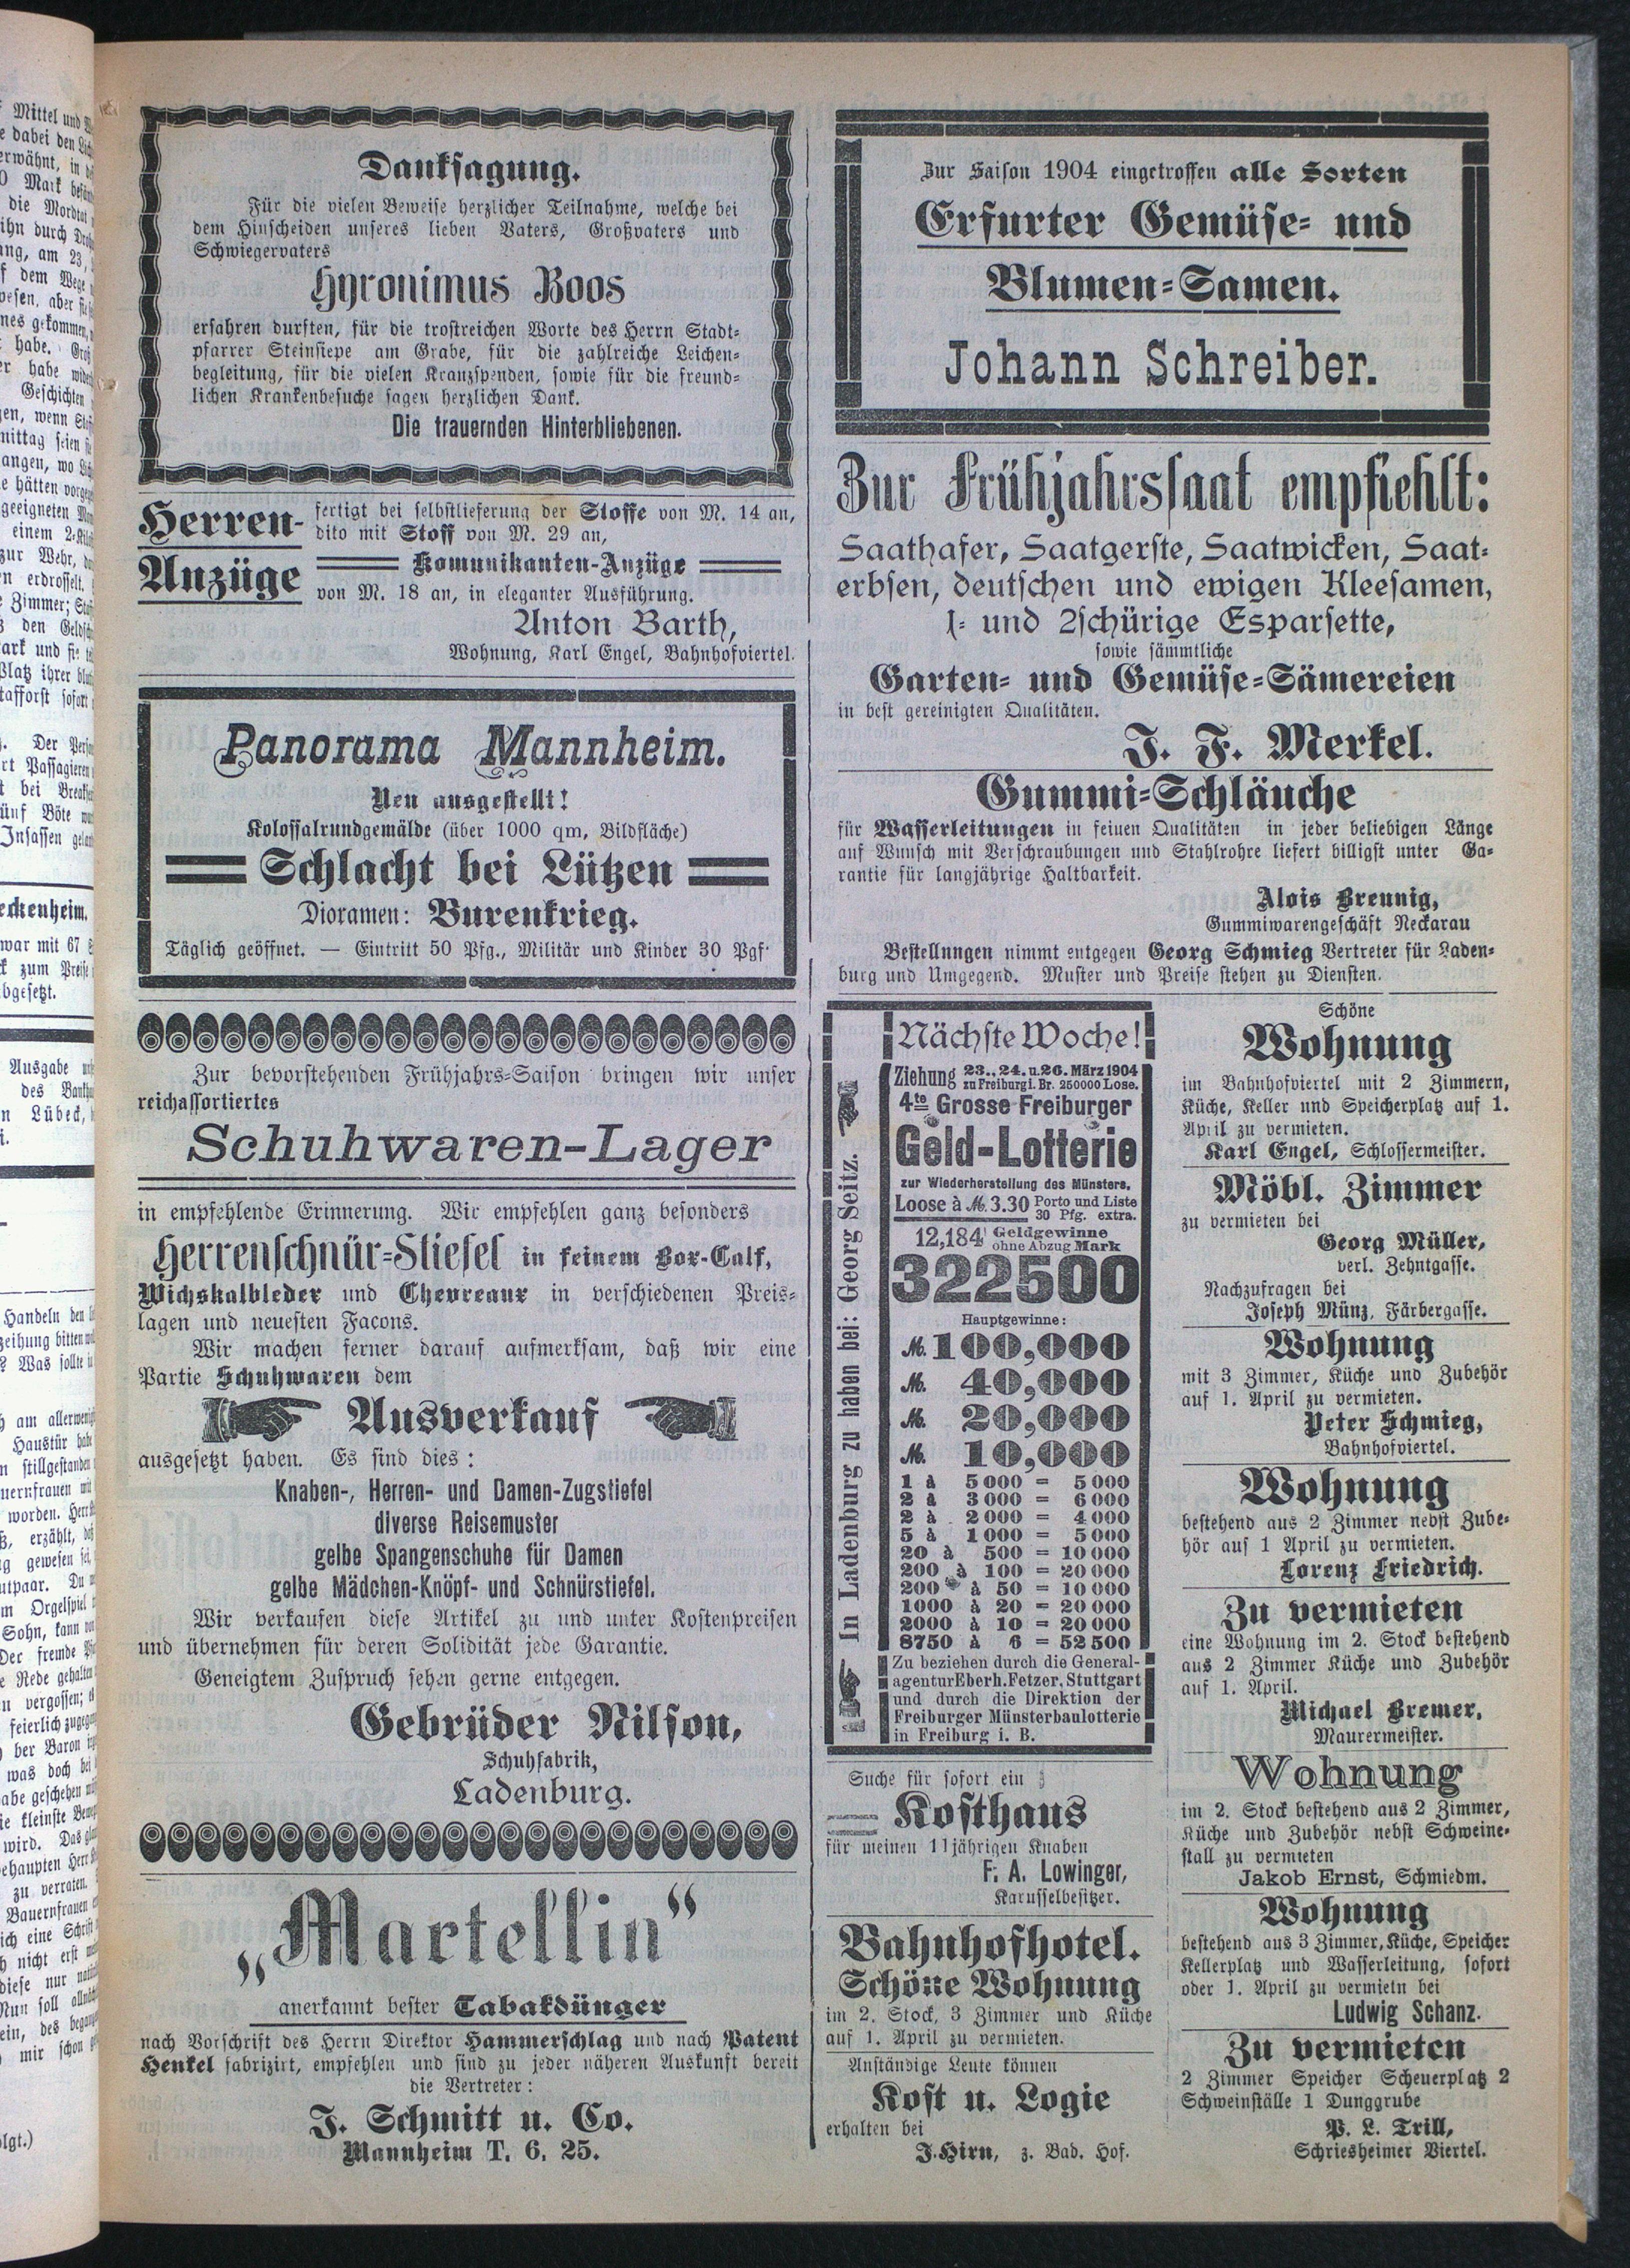 Danksagung.
Für die vielen Beweise herzlicher Teilnahme, welche bei
dem Hinscheiden unseres lieben Vaters, Großvaters und
Schwiegervaters
Hyronimus Boos
erfahren durften, für die trostreichen Worte des Herrn Stadt-
pfarrer Steinsiepe am Grabe, für die zahlreiche Leichen-
begleitung, für die vielen Kranzspenden, sowie für die freund-
lichen Krankenbesuche sagen herzlichen Dank.
Die trauernden Hinterbliebenen.
Herren-
Anzüge
fertigt bei selbstlieferung der Stoffe von M. 14 an,
dito mit Stoff von M. 29 an,
Komunikanten-Anzüge
von M. 18 an, in eleganter Ausführung.
Anton Barth,
Wohnung, Karl Engel, Bahnhofviertel.
Panorama Mannheim.
Neu ausgestellt!
Kolossalrundgemälde (über 1000 qm, Bildfläche)
Schlacht bei Lützen
Dioramen: Burenkrieg.
Täglich geöffnet. — Eintritt 50 Pfg., Militär und Kinder 30 Pgf.
Zur bevorstehenden Frühjahrs-Saison bringen wir unser
reichassortiertes
Schuhwaren-Lager
in empfehlende Erinnerung. Wir empfehlen ganz besonders
Herrenschnür-Stiefel in feinem Box-Calf,
Wichskalbleder und Chevreaux in verschiedenen Preis-
lagen und neuesten Facons.
Wir machen ferner darauf aufmerksam, daß wir eine
Partie Schuhwaren dem
Ausverkauf
ausgesetzt haben. Es sind dies:
Knaben-, Herren- und Damen-Zugstiefel
diverse Reisemuster
gelbe Spangenschuhe für Damen
gelbe Mädchen-Knöpf- und Schnürstiefel.
Wir verkaufen diese Artikel zu und unter Kostenpreisen
und übernehmen für deren Solidität jede Garantie.
Geneigtem Zuspruch sehen gerne entgegen.
Gebrüder Nilson,
Schuhfabrik,
Ladenburg.
„Martellin“
anerkannt bester Tabakdünger
nach Vorschrift des Herrn Direktor Hammerschlag und nach Patent
Henkel fabrizirt, empfehlen und sind zu jeder näheren Auskunft bereit
die Vertreter:
J. Schmitt u. Co.
Mannheim T. 6, 25.
Zur Saison 1904 eingetroffen alle Sorten
Erfurter Gemüse- und
Blumen-Samen.
Johann Schreiber.
Zur Frühjahrssaat empfiehlt:
Saathafer, Saatgerste, Saatwicken, Saat-
erbsen, deutschen und ewigen Kleesamen,
1- und 2schürige Esparsette,
sowie sämmtliche
Garten- und Gemüse-Sämereien
in best gereinigten Qualitäten.
J. F. Merkel.
Gummi-Schläuche
für Wasserleitungen in feinen Qualitäten in jeder beliebigen Länge
auf Wunsch mit Verschraubungen und Stahlrohre liefert billigst unter Ga-
rantie für langjährige Haltbarkeit.
Alois Breunig,
Gummiwarengeschäft Neckarau
Bestellungen nimmt entgegen Georg Schmieg Vertreter für Laden-
burg und Umgegend. Muster und Preise stehen zu Diensten.
In Ladenburg zu haben bei: Georg Seitz.
Nächste Woche!
Ziehung 23., 24. u. 26. März 1904
zu Freiburg i. Br. 250000 Lose.
4te Grosse Freiburger
Geld-Lotterie
zur Wiederherstellung des Münsters.
Loose à M. 3.30 Porto und Liste
30 Pfg. extra.
12,184 Geldgewinne
ohne Abzug Mark
322500
Hauptgewinne:
M. 100,000
M. 40,000
M. 20,000
M. 10,000
1 à 5000 = 5000
2 à 3000 = 6000
2 à 2000 = 4000
5 à 1000 = 5000
20 à 500 = 10000
200 à 100 = 20000
200 à 50 = 10000
1000 à 20 = 20000
2000 à 10 = 20000
8750 à 6 = 52500
Zu beziehen durch die General-
agentur Eberh. Fetzer, Stuttgart
und durch die Direktion der
Freiburger Münsterbaulotterie
in Freiburg i. B.
Suche für sofort ein
Kosthaus
für meinen 11jährigen Knaben
F. A. Lowinger,
Karusselbesitzer.
Bahnhofhotel.
Schöne Wohnung
im 2. Stock, 3 Zimmer und Küche
auf 1. April zu vermieten.
Anständige Leute können
Kost u. Logie
erhalten bei
J. Hirn, z. Bad. Hof.
Schöne
Wohnung
im Bahnhofviertel mit 2 Zimmern,
Küche, Keller und Speicherplatz auf 1.
April zu vermieten.
Karl Engel, Schlossermeister.
Möbl. Zimmer
zu vermieten bei
Georg Müller,
verl. Zehntgasse.
Nachzufragen bei
Joseph Münz, Färbergasse.
Wohnung
mit 3 Zimmer, Küche und Zubehör
auf 1. April zu vermieten.
Peter Schmieg,
Bahnhofviertel.
Wohnung
bestehend aus 2 Zimmer nebst Zube-
hör auf 1 April zu vermieten.
Lorenz Friedrich.
Zu vermieten
eine Wohnung im 2. Stock bestehend
aus 2 Zimmer Küche und Zubehör
auf 1. April.
Michael Bremer,
Maurermeister.
Wohnung
im 2. Stock bestehend aus 2 Zimmer,
Küche und Zubehör nebst Schweine-
stall zu vermieten
Jakob Ernst, Schmiedm.
Wohnung
bestehend aus 3 Zimmer, Küche, Speicher
Kellerplatz und Wasserleitung, sofort
oder 1. April zu vermietn bei
Ludwig Schanz.
Zu vermieten
2 Zimmer Speicher Scheuerplatz 2
Schweinställe 1 Dunggrube
P. L. Trill,
Schriesheimer Viertel.